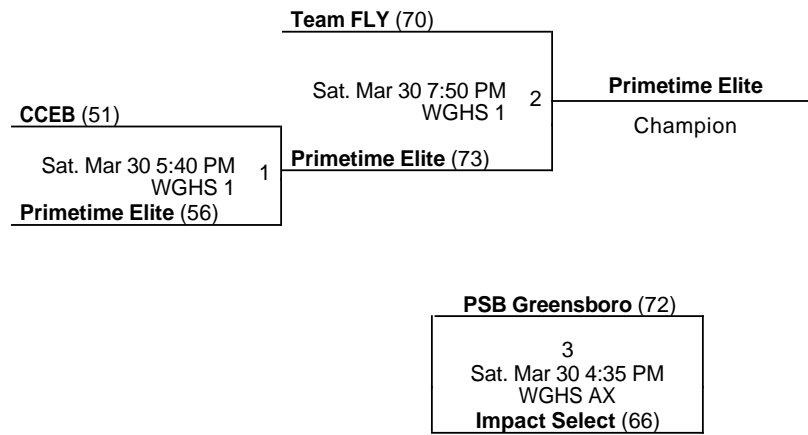 Team FLY (70)
Sat. Mar 30 7:50 PM
WGHS 1
2
Primetime Elite
Champion
CCEB (51)
Sat. Mar 30 5:40 PM
WGHS 1
1
Primetime Elite (73)
Primetime Elite (56)
PSB Greensboro (72)
3
Sat. Mar 30 4:35 PM
WGHS AX
Impact Select (66)